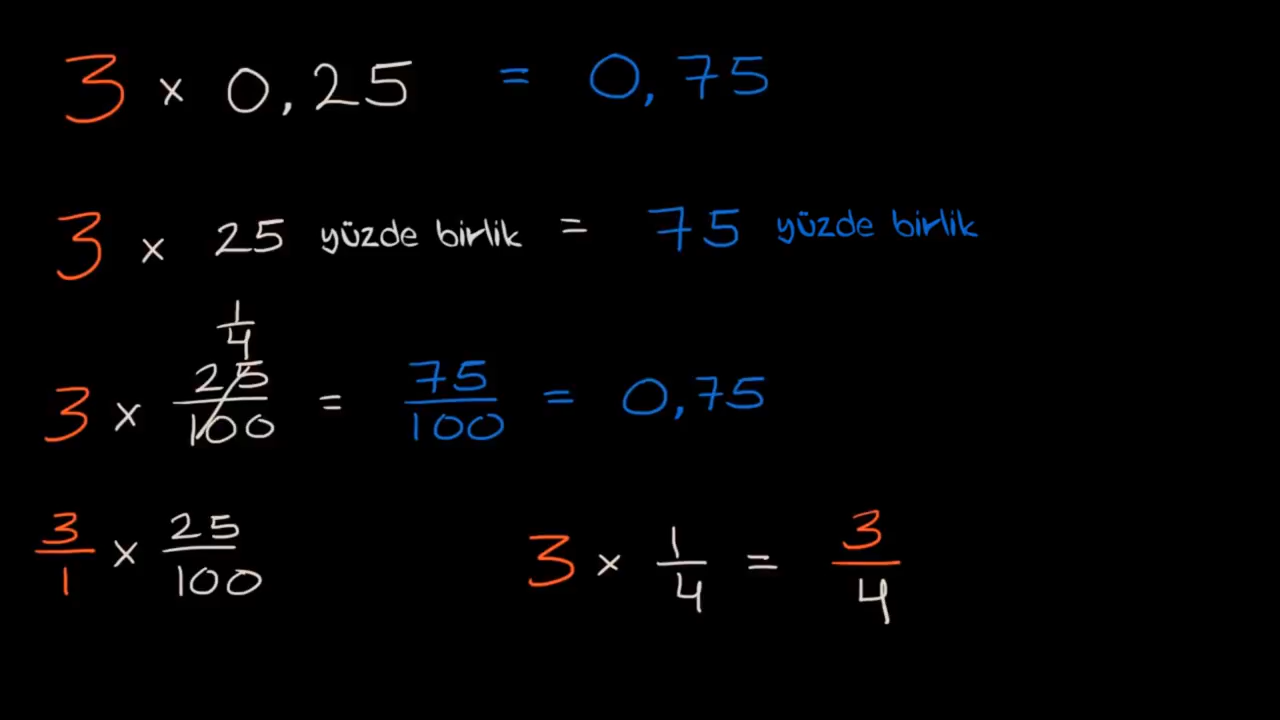 3 × 0,25 = 0,75
3 × 25 yüzde birlik = 75 yüzde birlik
1/4
3 × 25/100 = 75/100 = 0,75
3/1 × 25/100
3 × 1/4 = 3/4